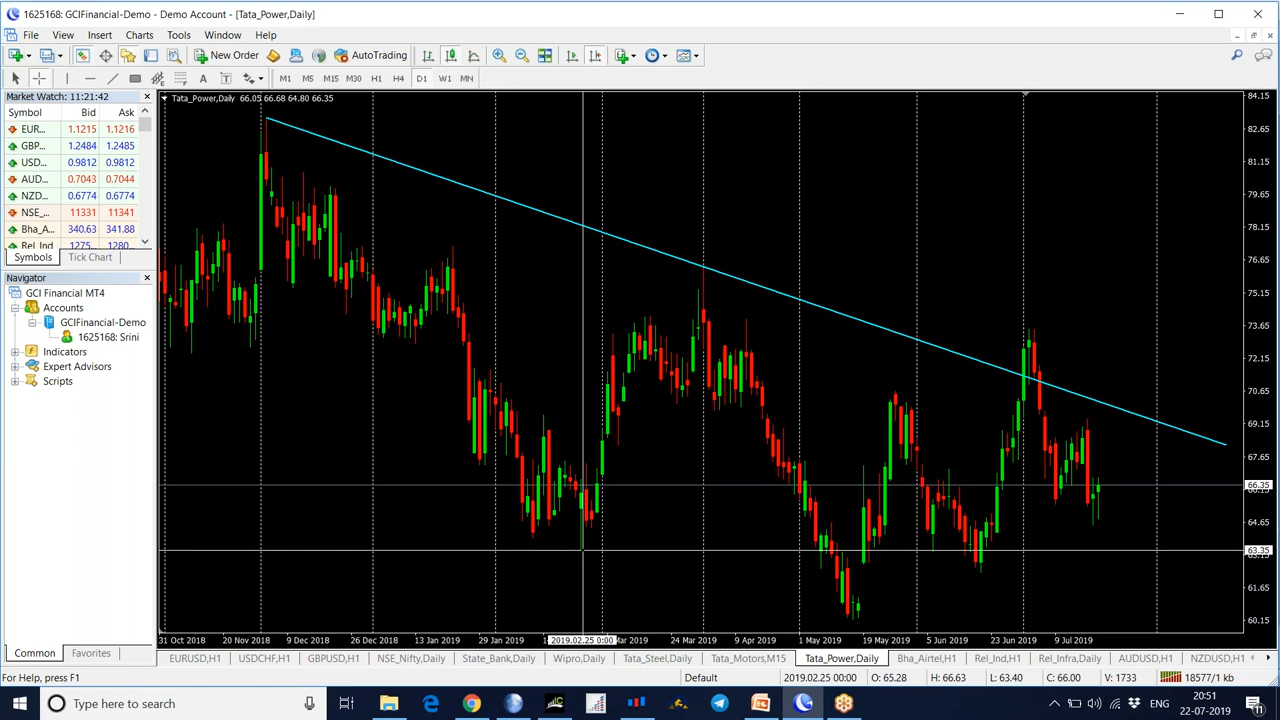 1625168: GCIFinancial-Demo - Demo Account - [Tata_Power,Daily]
File View Insert Charts Tools Window Help
New Order AutoTrading
A T M1 M5 M15 M30 H1 H4 D1 W1 MN
Market Watch: 11:21:42
Symbol Bid Ask
EUR... 1.1215 1.1216
GBP... 1.2484 1.2485
USD... 0.9812 0.9812
AUD... 0.7043 0.7044
NZD... 0.6774 0.6774
NSE_... 11331 11341
Bha_A... 340.63 341.88
Rel_Ind 1275... 1280...
Symbols Tick Chart
Navigator
GCI Financial MT4
Accounts
GCIFinancial-Demo
1625168: Srini
Indicators
Expert Advisors
Scripts
Common Favorites
Tata_Power,Daily 66.05 66.68 64.80 66.35
84.15
82.65
81.15
79.65
78.15
76.65
75.15
73.65
72.15
70.65
69.15
67.65
66.35
66.15
64.65
63.35
63.15
61.65
60.15
31 Oct 2018 20 Nov 2018 9 Dec 2018 26 Dec 2018 13 Jan 2019 29 Jan 2019 2019.02.25 0:00 Mar 2019 24 Mar 2019 9 Apr 2019 1 May 2019 19 May 2019 5 Jun 2019 23 Jun 2019 9 Jul 2019
EURUSD,H1 USDCHF,H1 GBPUSD,H1 NSE_Nifty,Daily State_Bank,Daily Wipro,Daily Tata_Steel,Daily Tata_Motors,M15 Tata_Power,Daily Bha_Airtel,H1 Rel_Ind,H1 Rel_Infra,Daily AUDUSD,H1 NZDUSD,H1
For Help, press F1 Default 2019.02.25 00:00 O: 65.28 H: 66.63 L: 63.40 C: 66.00 V: 1733 18577/1 kb
Type here to search
ENG
20:51
22-07-2019
11